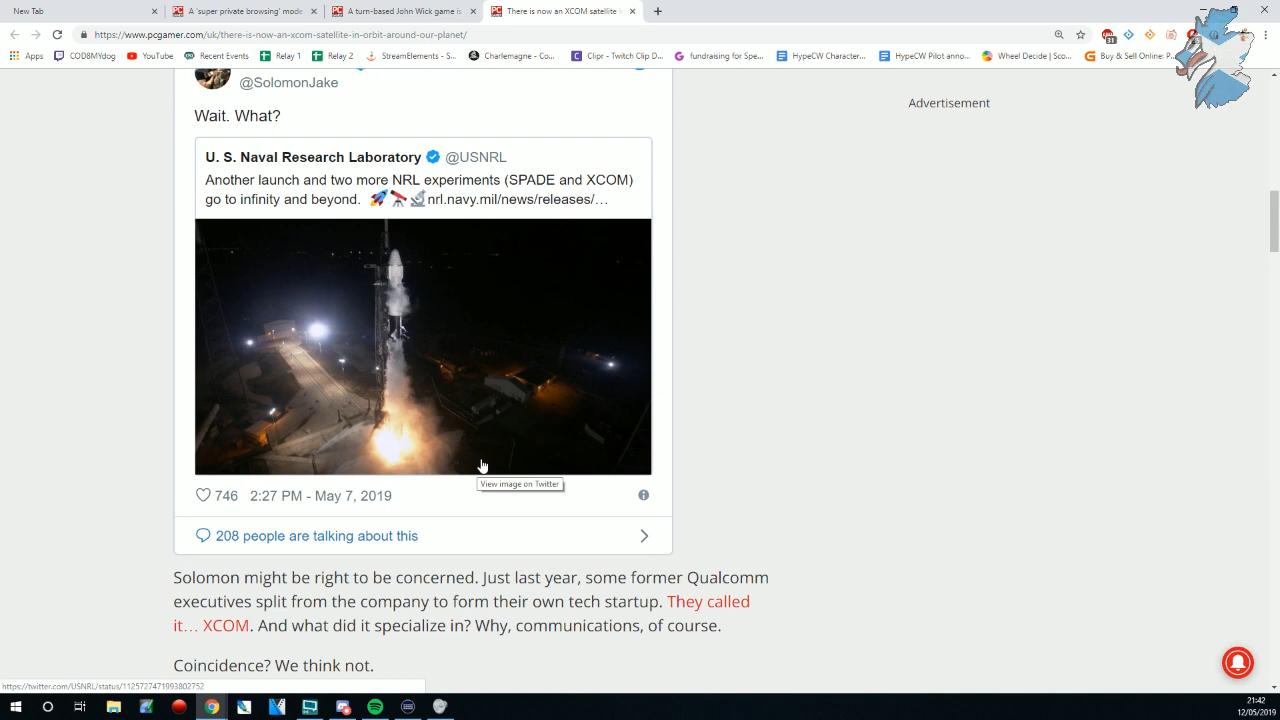 New Tab
A 'super private browsing' mode
A turn-based John Wick game is
There is now an XCOM satellite i
https://www.pcgamer.com/uk/there-is-now-an-xcom-satellite-in-orbit-around-our-planet/
Apps
COD8MYdog
YouTube
Recent Events
Relay 1
Relay 2
StreamElements - S...
Charlemagne - Co...
Clipr - Twitch Clip D...
fundraising for Spe...
HypeCW Character...
HypeCW Pilot anno...
Wheel Decide | Sco...
Buy & Sell Online: P...
@SolomonJake
Advertisement
Wait. What?
U. S. Naval Research Laboratory @USNRL
Another launch and two more NRL experiments (SPADE and XCOM)
go to infinity and beyond. 🚀🔭🔬nrl.navy.mil/news/releases/…
View image on Twitter
746 2:27 PM - May 7, 2019
208 people are talking about this
Solomon might be right to be concerned. Just last year, some former Qualcomm
executives split from the company to form their own tech startup. They called
it… XCOM. And what did it specialize in? Why, communications, of course.
Coincidence? We think not.
https://twitter.com/USNRL/status/1125727471993802752
21:42
12/05/2019